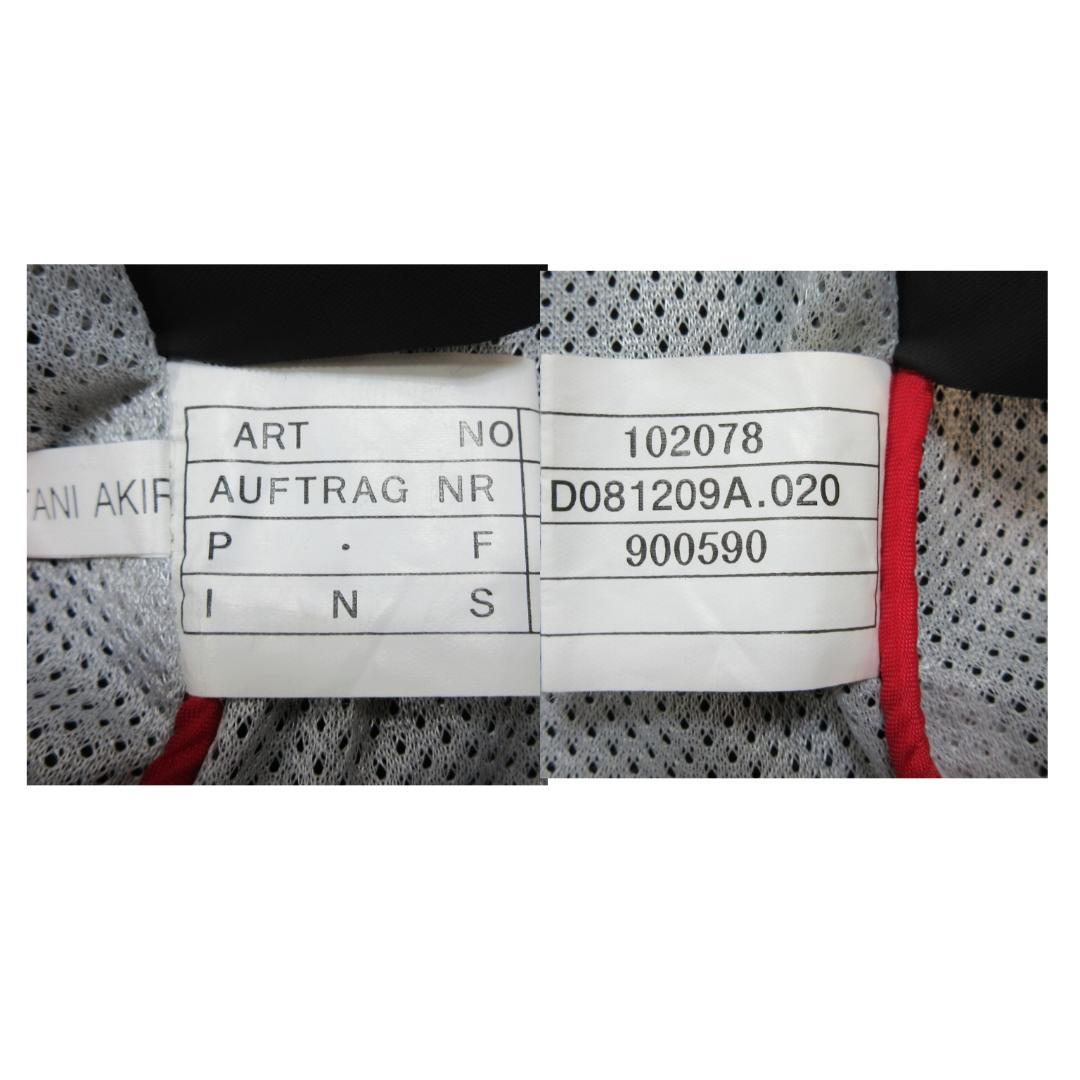 ART NO 102078
AUFTRAG NR D081209A.020
P . F 900590
I N S
TANI AKIR